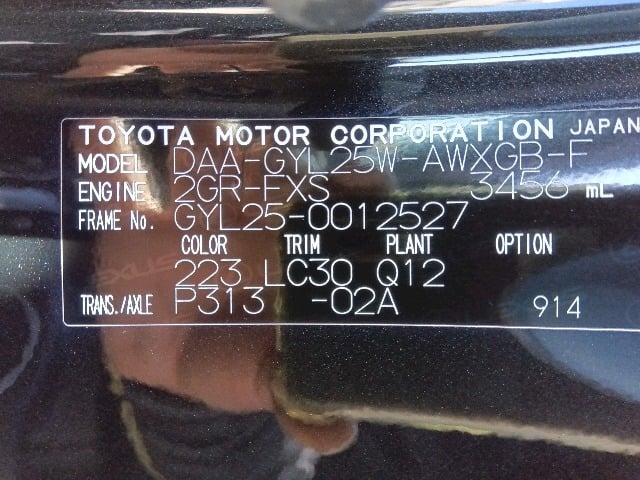 TOYOTA MOTOR CORPORATION JAPAN
MODEL DAA-GYL25W-AWXGB-F
ENGINE 2GR-FXS 3456 mL
FRAME No. GYL25-0012527
COLOR TRIM PLANT OPTION
223 LC30 Q12
TRANS./AXLE P313 -02A 914